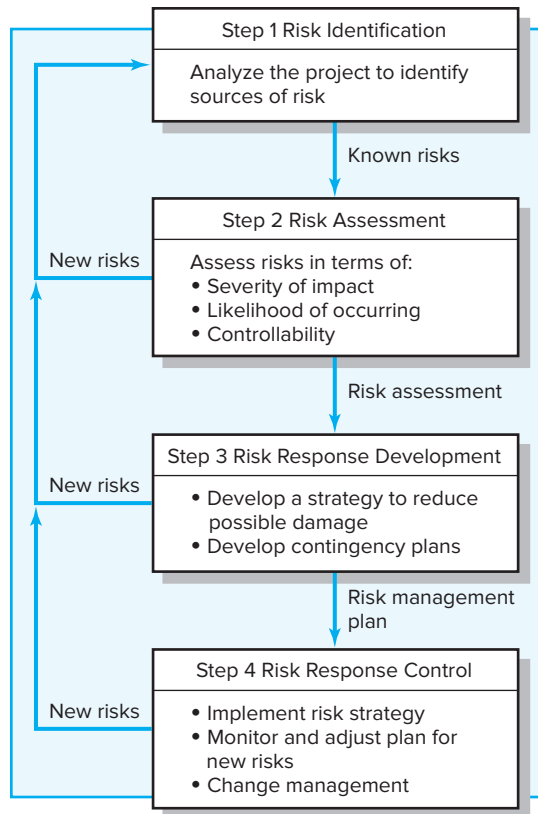 Step 1 Risk Identification
Analyze the project to identify
sources of risk
Known risks
Step 2 Risk Assessment
New risks
Assess risks in terms of:
• Severity of impact
• Likelihood of occurring
• Controllability
Risk assessment
Step 3 Risk Response Development
New risks
• Develop a strategy to reduce
possible damage
• Develop contingency plans
Risk management
plan
Step 4 Risk Response Control
New risks
• Implement risk strategy
• Monitor and adjust plan for
new risks
• Change management